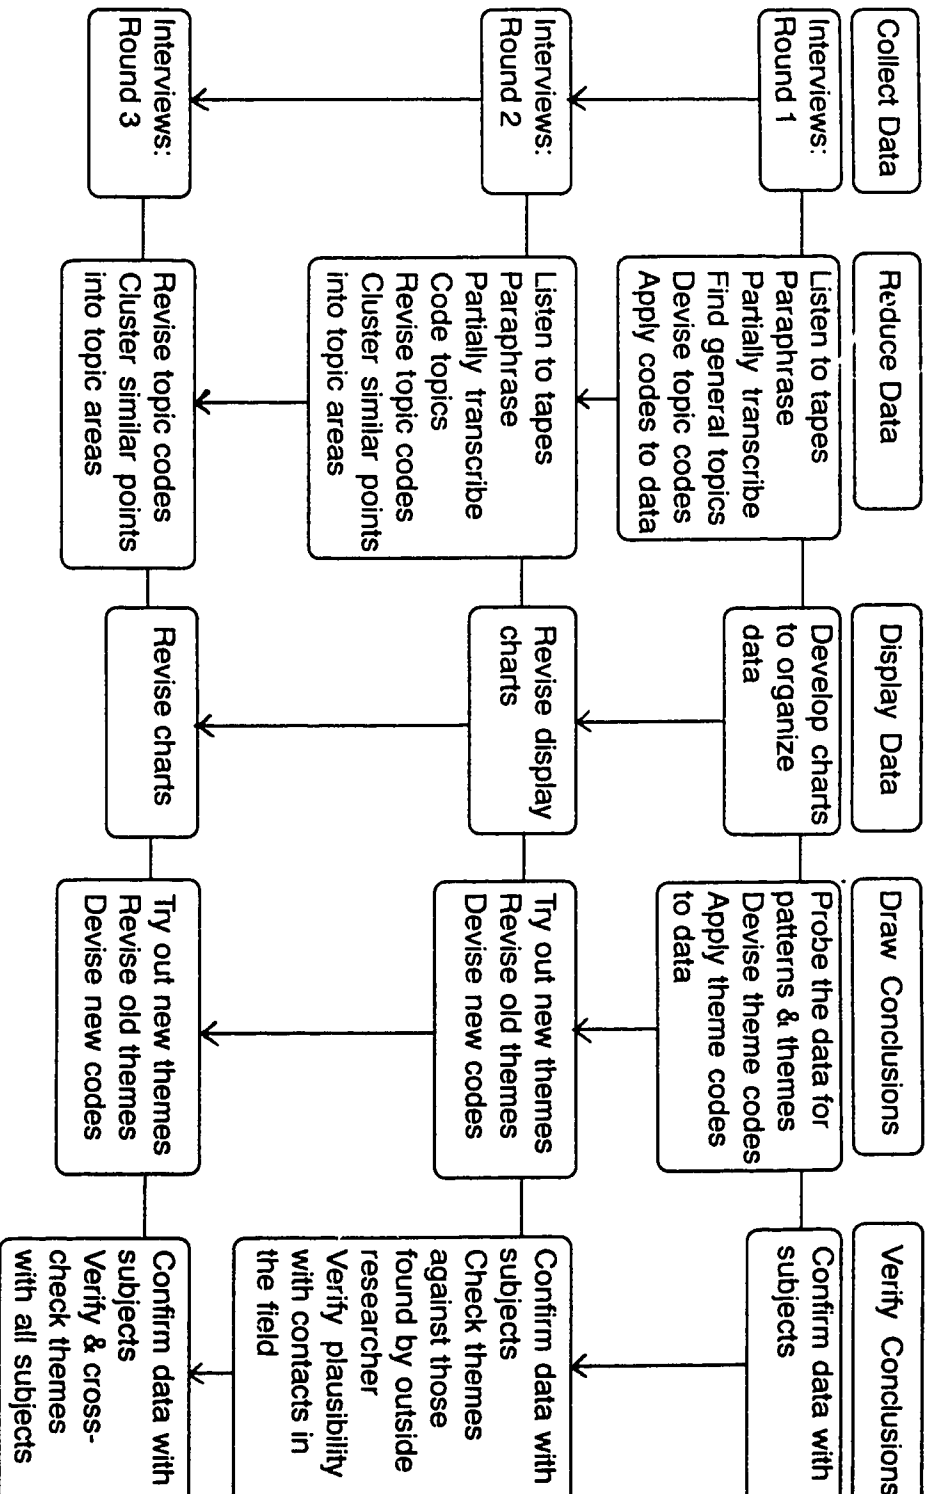 Collect Data
Reduce Data
Display Data
Draw Conclusions
Verify Conclusions
Interviews:
Round 1
Listen to tapes
Paraphrase
Partially transcribe
Find general topics
Devise topic codes
Apply codes to data
Develop charts
to organize
data
Probe the data for
patterns & themes
Devise theme codes
Apply theme codes
to data
Confirm data with
subjects
Interviews:
Round 2
Listen to tapes
Paraphrase
Partially transcribe
Code topics
Revise topic codes
Cluster similar points
into topic areas
Revise display
charts
Try out new themes
Revise old themes
Devise new codes
Confirm data with
subjects
Check themes
against those
found by outside
researcher
Verify plausibility
with contacts in
the field
Interviews:
Round 3
Revise topic codes
Cluster similar points
into topic areas
Revise charts
Try out new themes
Revise old themes
Devise new codes
Confirm data with
subjects
Verify & cross-
check themes
with all subjects